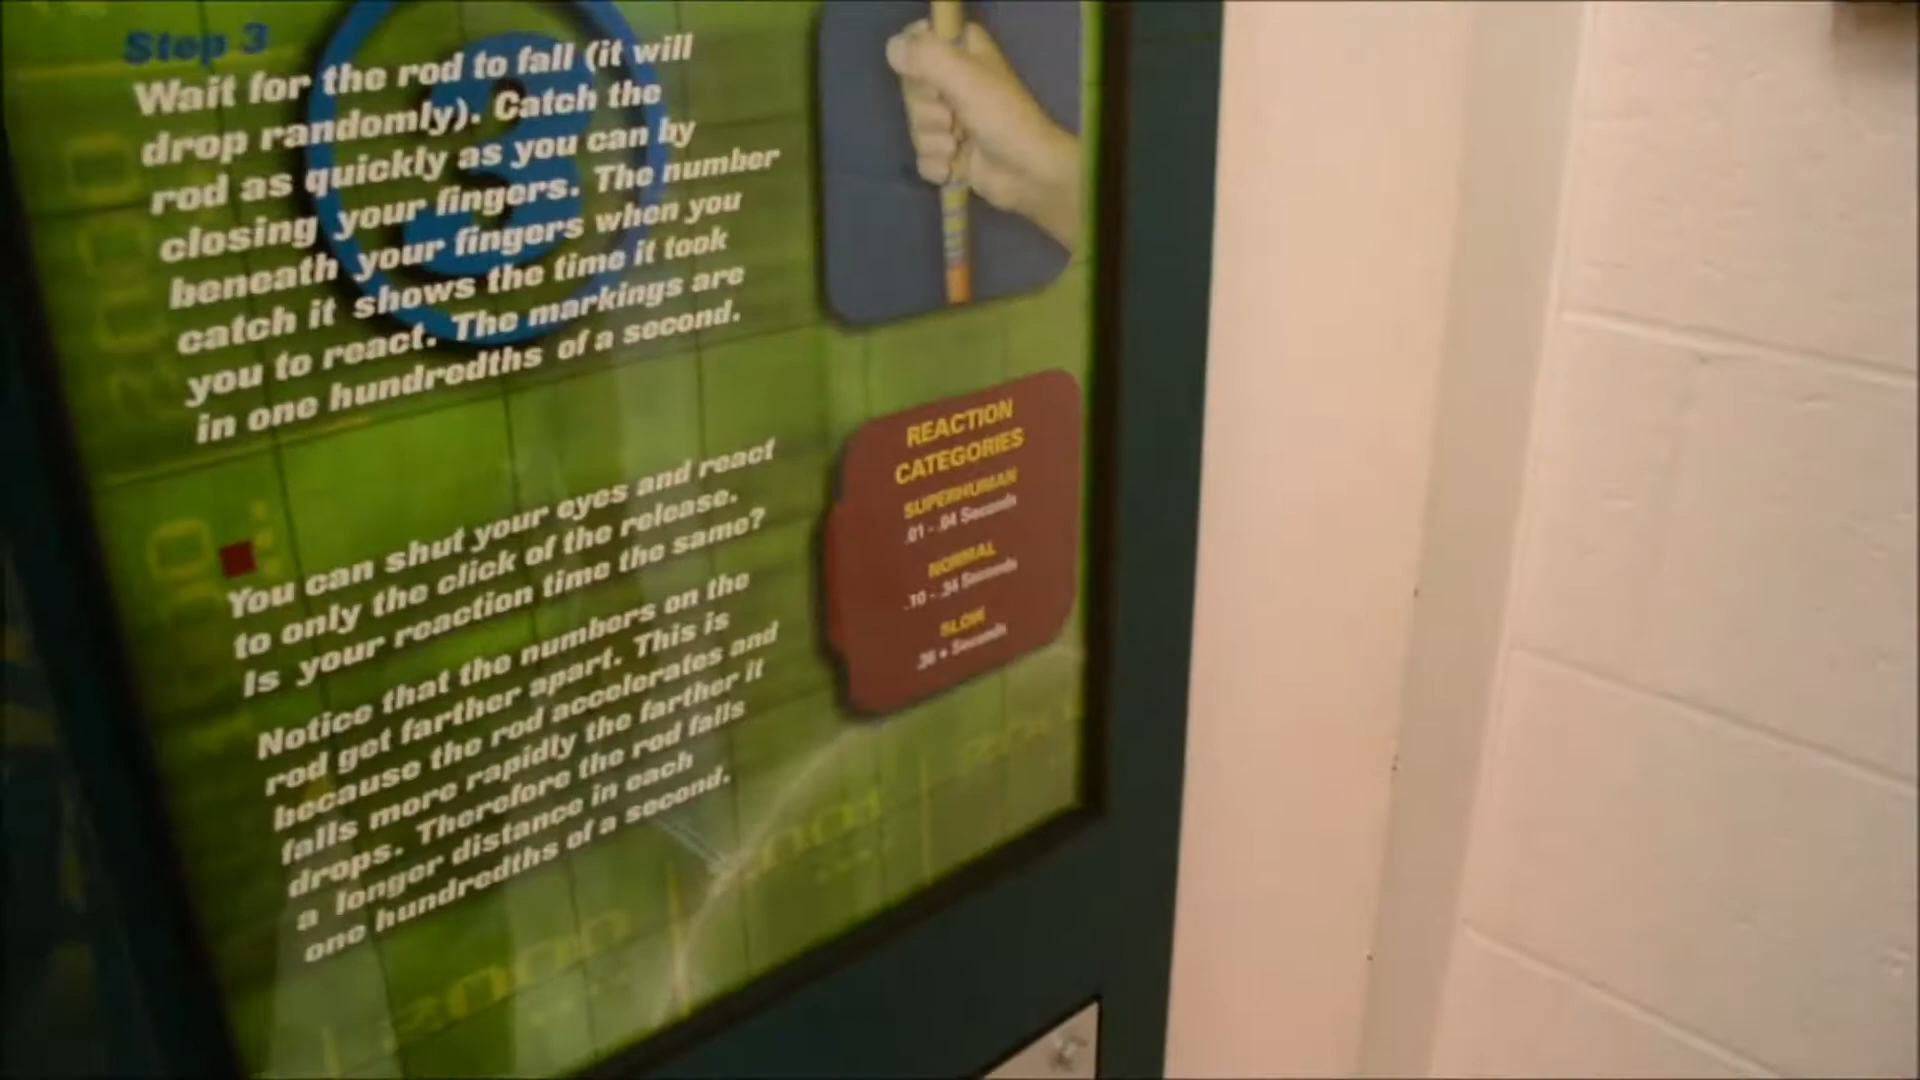 Step 3
Wait for the rod to fall (it will
drop randomly). Catch the
rod as quickly as you can by
closing your fingers. The number
beneath your fingers when you
catch it shows the time it took
you to react. The markings are
in one hundredths of a second.
You can shut your eyes and react
to only the click of the release.
Is your reaction time the same?
Notice that the numbers on the
rod get farther apart. This is
because the rod accelerates and
falls more rapidly the farther it
drops. Therefore the rod falls
a longer distance in each
one hundredths of a second.
REACTION
CATEGORIES
SUPERHUMAN
.01 - .04 Seconds
NORMAL
.10 - .34 Seconds
SLOW
Seconds